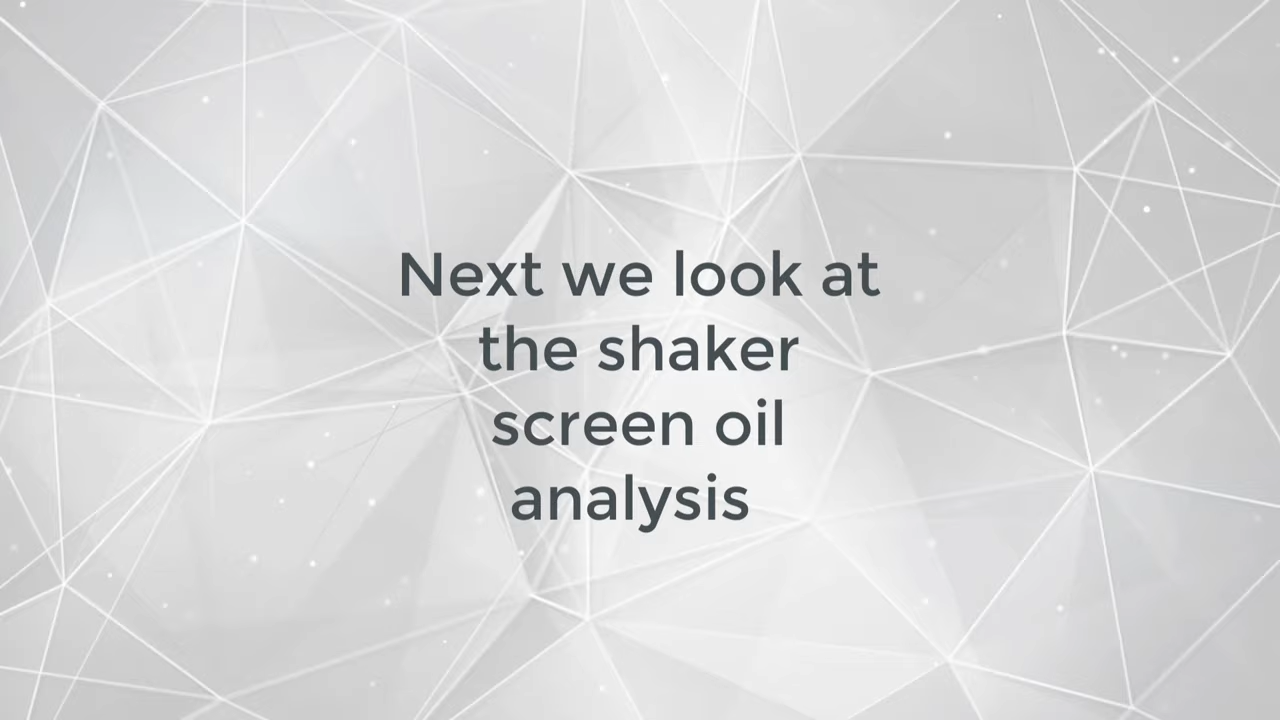 Next we look at
the shaker
screen oil
analysis